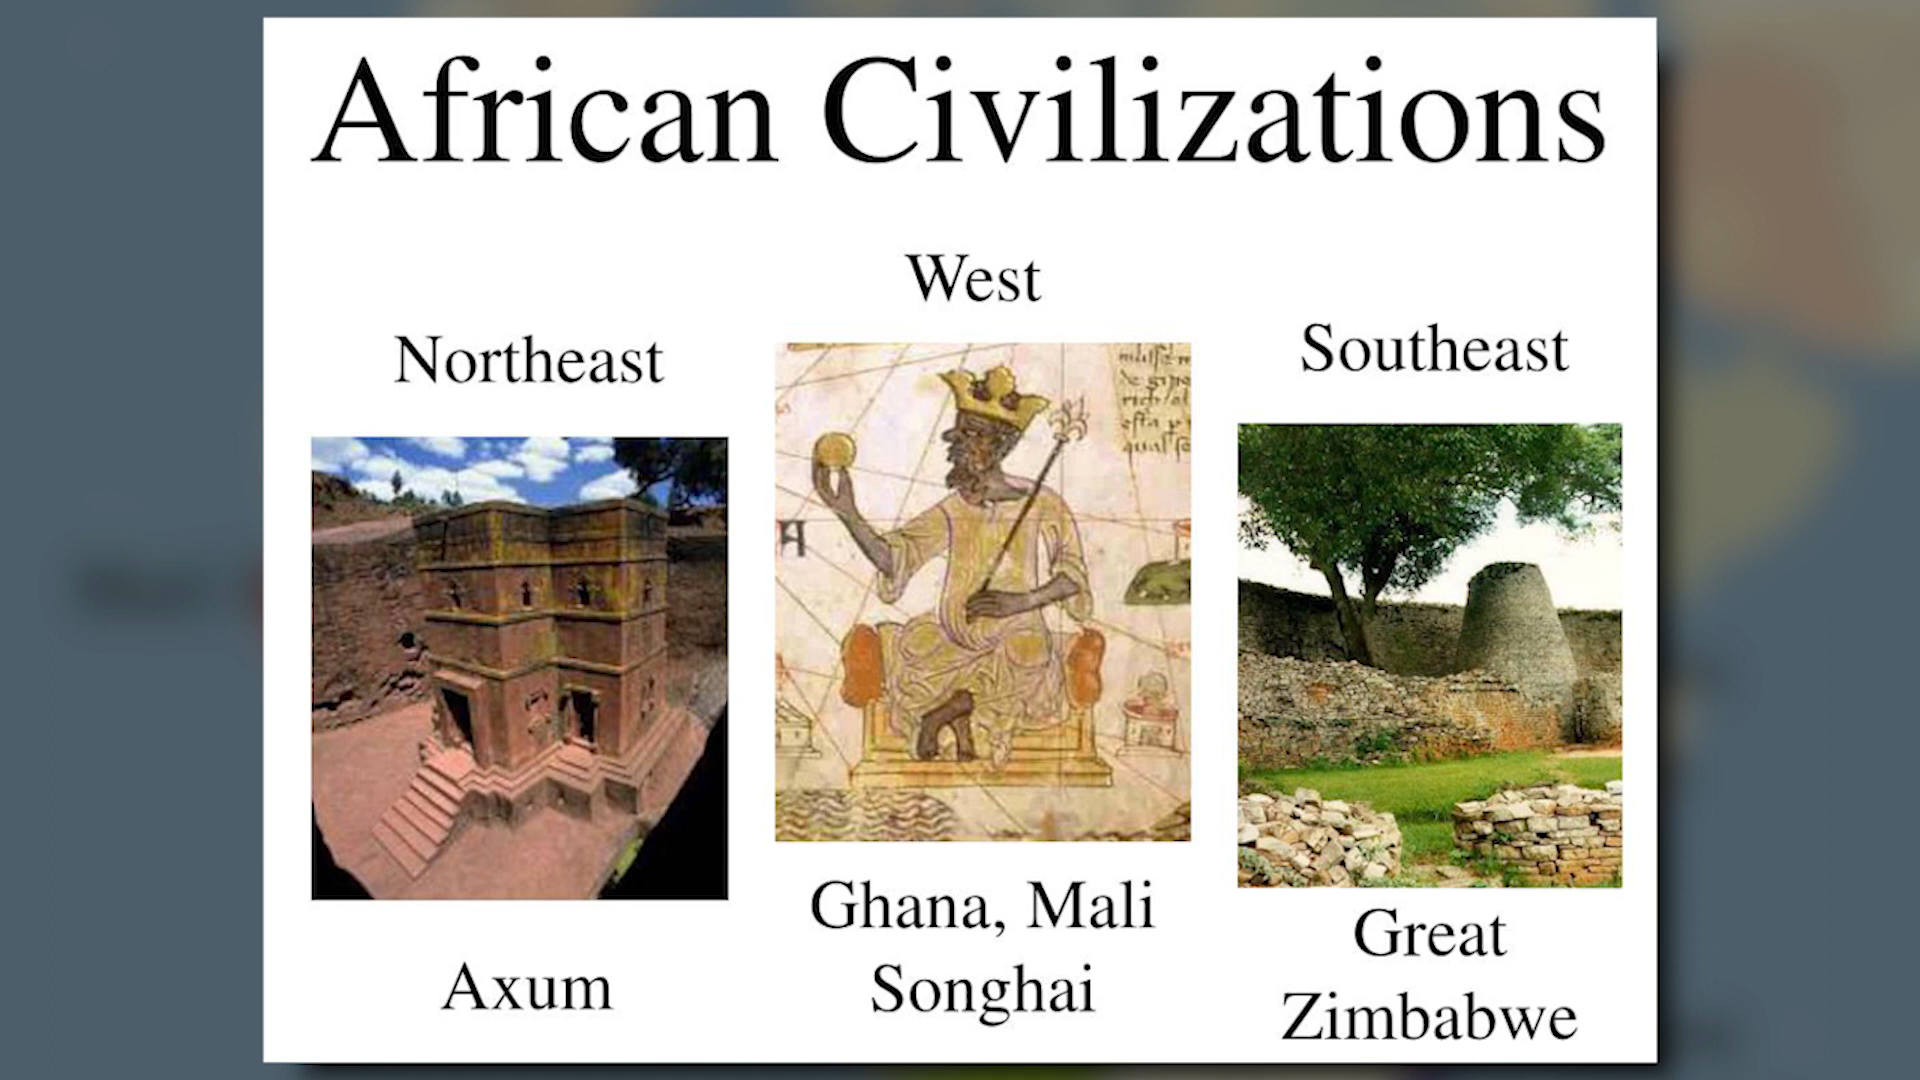 African Civilizations
West
Northeast
Southeast
A
Ghana, Mali
Songhai
Axum
Great
Zimbabwe